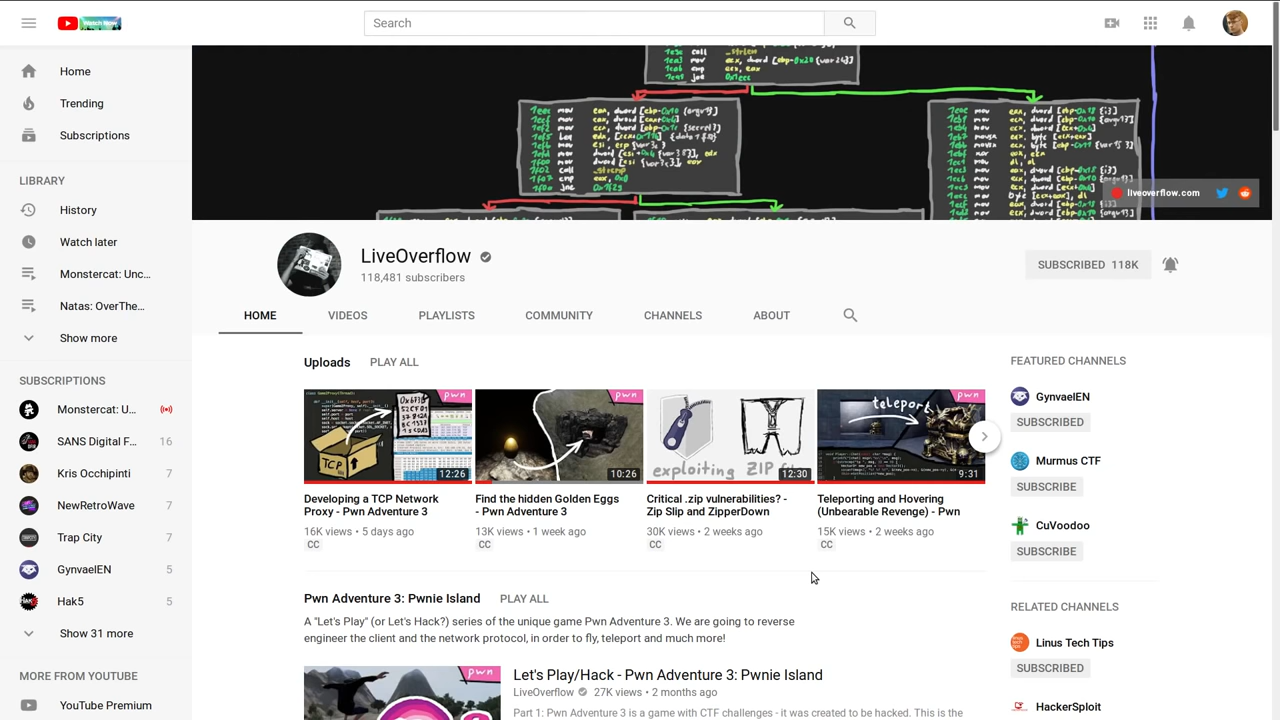 Watch Now
Search
Home
Trending
Subscriptions
LIBRARY
History
Watch later
Monstercat: Unc...
Natas: OverThe...
Show more
SUBSCRIPTIONS
Monstercat: U...
SANS Digital F... 16
Kris Occhipinti 7
NewRetroWave 7
Trap City 7
GynvaelEN 5
Hak5 5
Show 31 more
MORE FROM YOUTUBE
YouTube Premium
liveoverflow.com
LiveOverflow
118,481 subscribers
SUBSCRIBED 118K
HOME VIDEOS PLAYLISTS COMMUNITY CHANNELS ABOUT
Uploads PLAY ALL
TCP
12:26
Developing a TCP Network
Proxy - Pwn Adventure 3
16K views • 5 days ago
CC
pwn
10:26
Find the hidden Golden Eggs
- Pwn Adventure 3
13K views • 1 week ago
CC
exploiting ZIP
12:30
Critical .zip vulnerabilities? -
Zip Slip and ZipperDown
30K views • 2 weeks ago
CC
teleport
pwn
9:31
Teleporting and Hovering
(Unbearable Revenge) - Pwn
15K views • 2 weeks ago
CC
Pwn Adventure 3: Pwnie Island PLAY ALL
A "Let's Play" (or Let's Hack?) series of the unique game Pwn Adventure 3. We are going to reverse
engineer the client and the network protocol, in order to fly, teleport and much more!
pwn
Let's Play/Hack - Pwn Adventure 3: Pwnie Island
LiveOverflow 27K views • 2 months ago
Part 1: Pwn Adventure 3 is a game with CTF challenges - it was created to be hacked. This is the
FEATURED CHANNELS
GynvaelEN
SUBSCRIBED
Murmus CTF
SUBSCRIBE
CuVoodoo
SUBSCRIBE
RELATED CHANNELS
Linus Tech Tips
SUBSCRIBED
HackerSploit